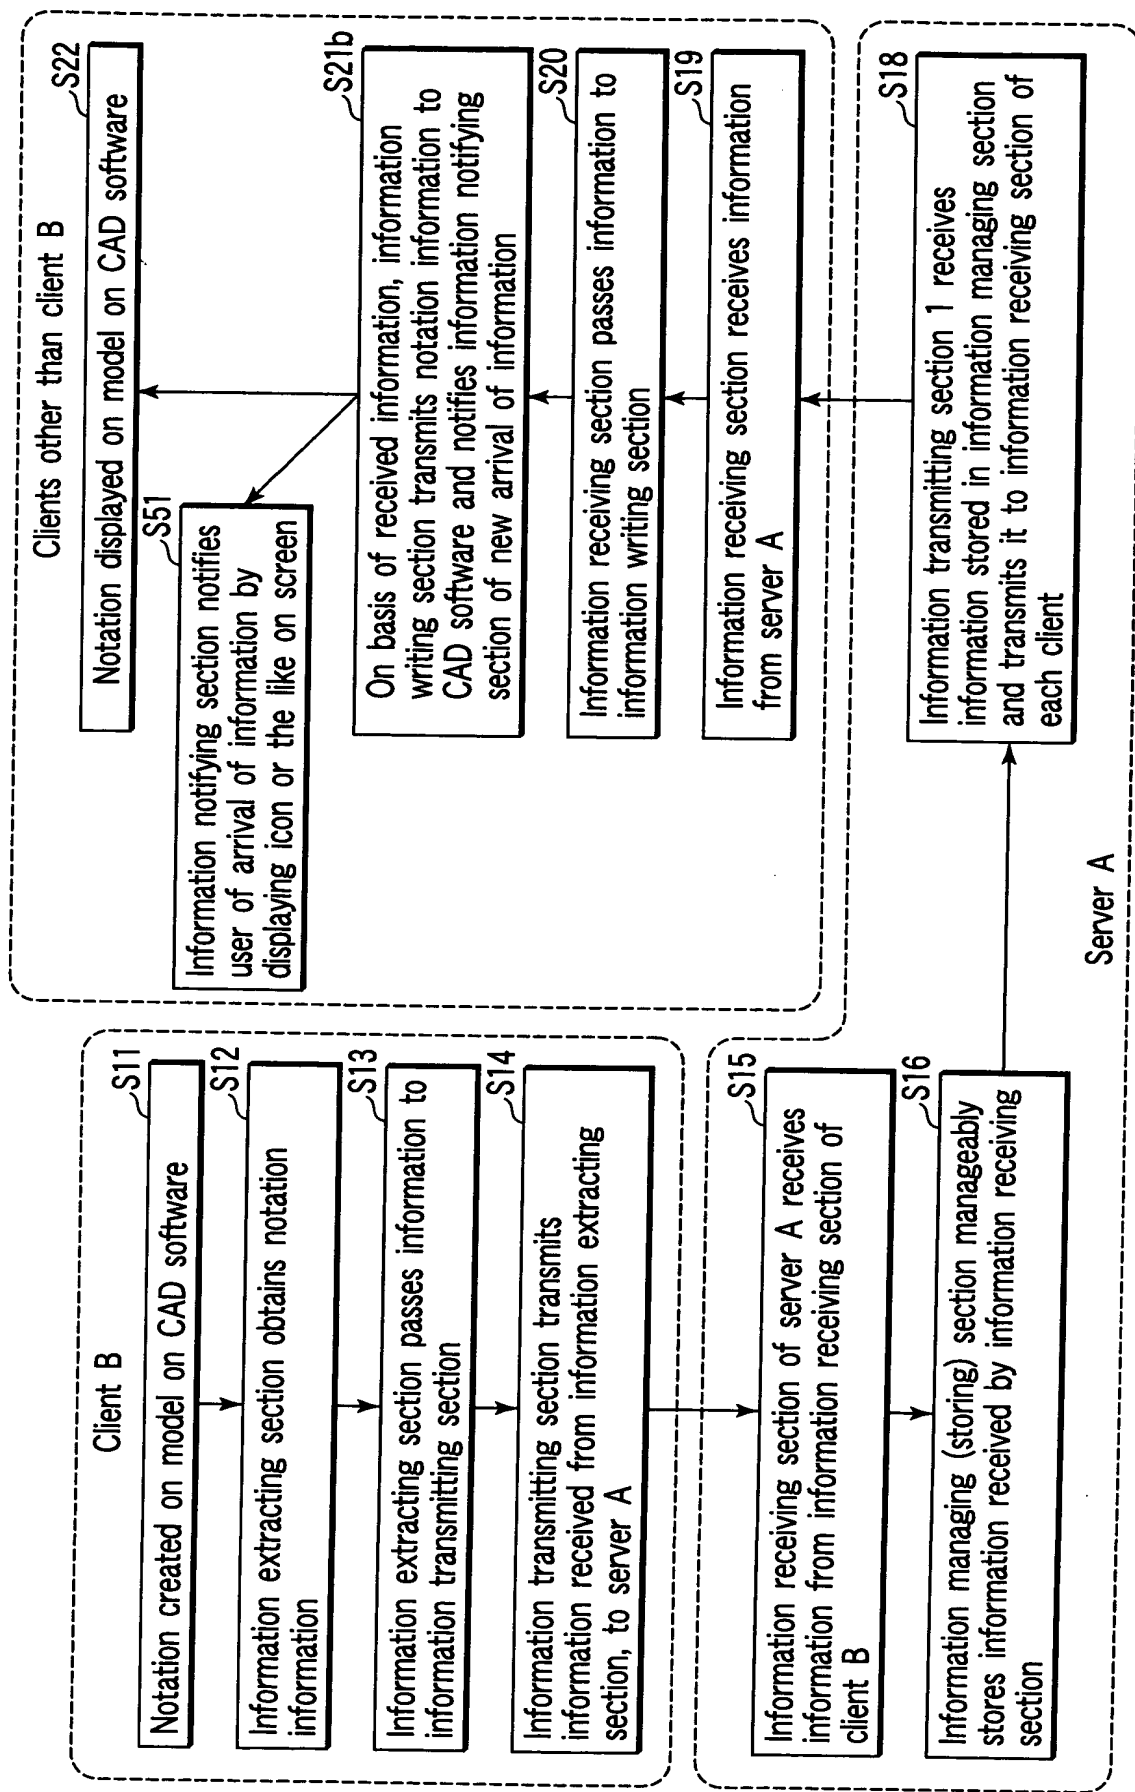 Client B
S11
Notation created on model on CAD software
S12
Information extracting section obtains notation
information
S13
Information extracting section passes information to
information transmitting section
S14
Information transmitting section transmits
information received from information extracting
section, to server A
S15
Information receiving section of server A receives
information from information receiving section of
client B
S16
Information managing (storing) section manageably
stores information received by information receiving
section
Server A
S18
Information transmitting section 1 receives
information stored in information managing section
and transmits it to information receiving section of
each client
S19
Information receiving section receives information
from server A
S20
Information receiving section passes information to
information writing section
S21b
On basis of received information, information
writing section transmits notation information to
CAD software and notifies information notifying
section of new arrival of information
S51
Information notifying section notifies
user of arrival of information by
displaying icon or the like on screen
S22
Notation displayed on model on CAD software
Clients other than client B